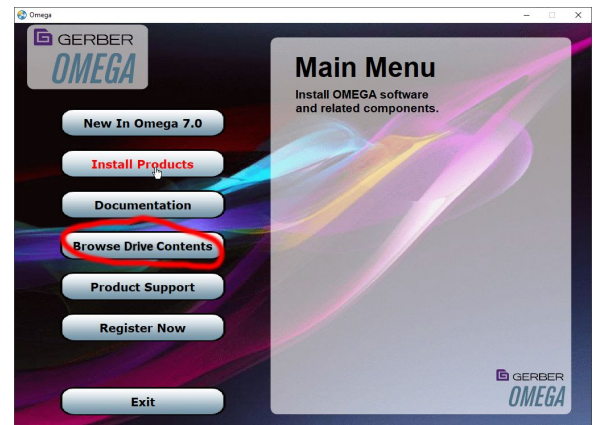 Omega
GERBER
OMEGA
New In Omega 7.0
Install Products
Documentation
Browse Drive Contents
Product Support
Register Now
Exit
Main Menu
Install OMEGA software
and related components.
GERBER
OMEGA